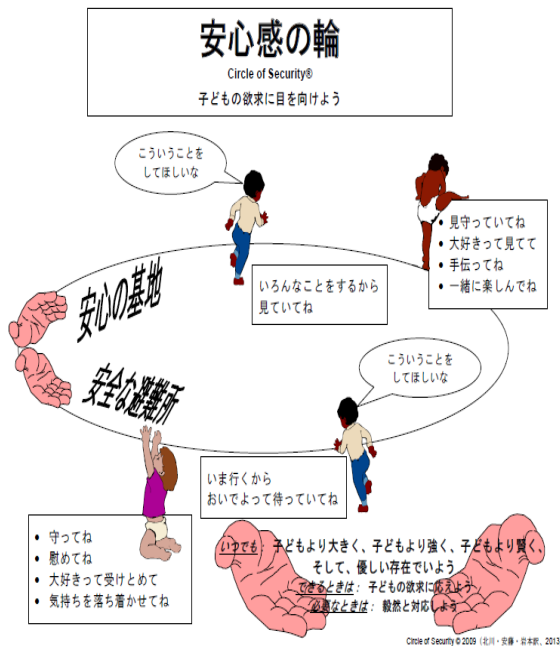 安心感の輪
Circle of Security®
子どもの欲求に目を向けよう
こういうことを
してほしいな
• 見守っていてね
• 大好きって見てて
• 手伝ってね
• 一緒に楽しんでね
いろんなことをするから
見ていてね
安心の基地
安全な避難所
こういうことを
してほしいな
いま行くから
おいでよって待っていてね
• 守ってね
• 慰めてね
• 大好きって受けとめて
• 気持ちを落ち着かせてね
いつでも： 子どもより大きく、子どもより強く、子どもより賢く、
そして、優しい存在でいよう
できるときは： 子どもの欲求に応えよう
必要なときは： 毅然と対応しよう
Circle of Security © 2009（北川・安藤・岩本訳、2013